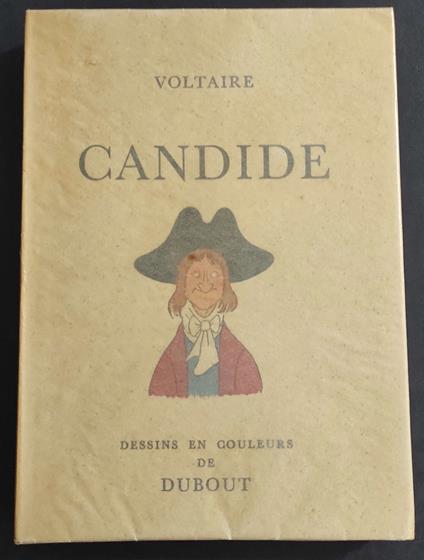 VOLTAIRE
CANDIDE
DESSINS EN COULEURS
DE
DUBOUT